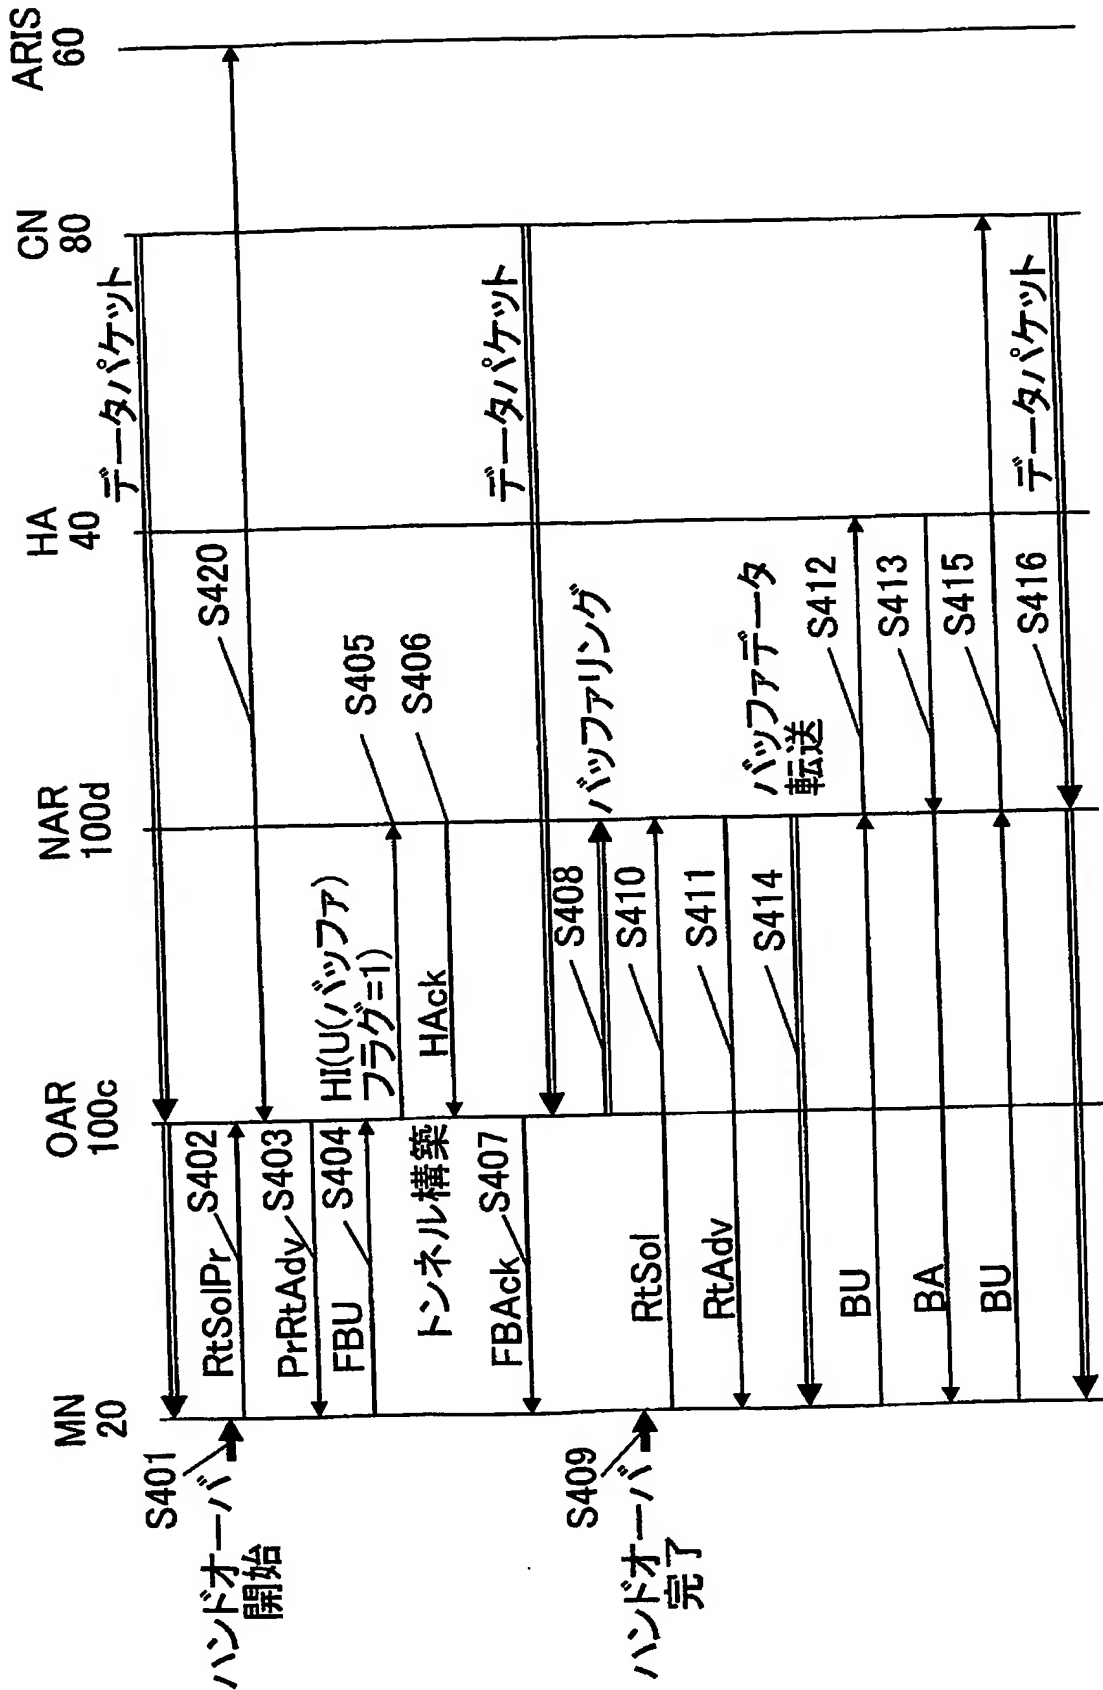 MN
20
OAR
100c
NAR
100d
HA
40
CN
80
ARIS
60
データパケット
ハンドオーバ
開始
S401
RtSolPr
S402
S420
PrRtAdv
S403
FBU
S404
HI(U(バッファ)
フラグ=1)
S405
HAck
S406
トンネル構築
FBAck
S407
データパケット
S408
バッファリング
ハンドオーバ
完了
S409
RtSol
S410
RtAdv
S411
S414
バッファデータ
転送
BU
S412
BA
S413
BU
S415
データパケット
S416